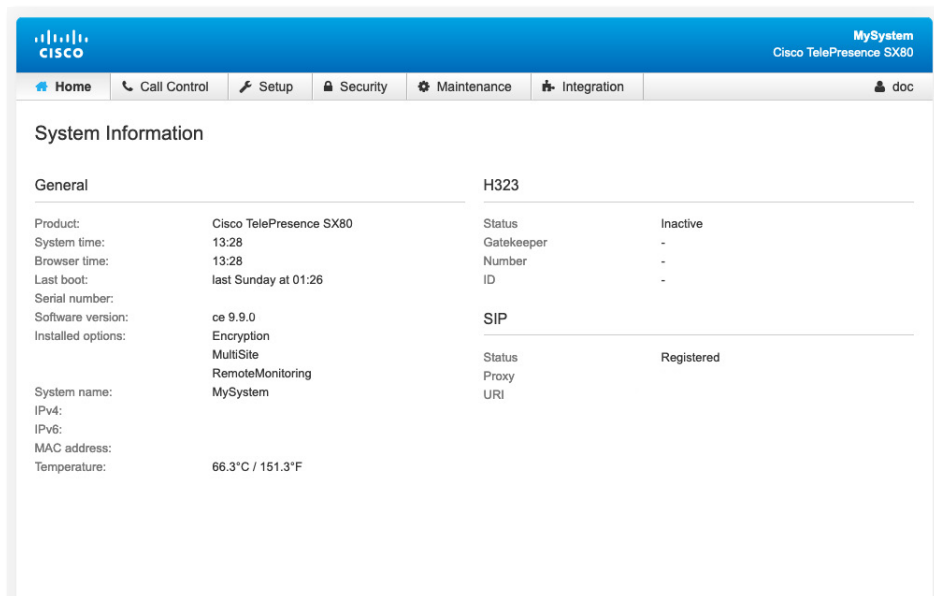 CISCO
MySystem
Cisco TelePresence SX80
Home Call Control Setup Security Maintenance Integration doc
System Information
General
Product: Cisco TelePresence SX80
System time: 13:28
Browser time: 13:28
Last boot: last Sunday at 01:26
Serial number:
Software version: ce 9.9.0
Installed options: Encryption
MultiSite
RemoteMonitoring
System name: MySystem
IPv4:
IPv6:
MAC address:
Temperature: 66.3°C / 151.3°F
H323
Status Inactive
Gatekeeper -
Number -
ID -
SIP
Status Registered
Proxy
URI